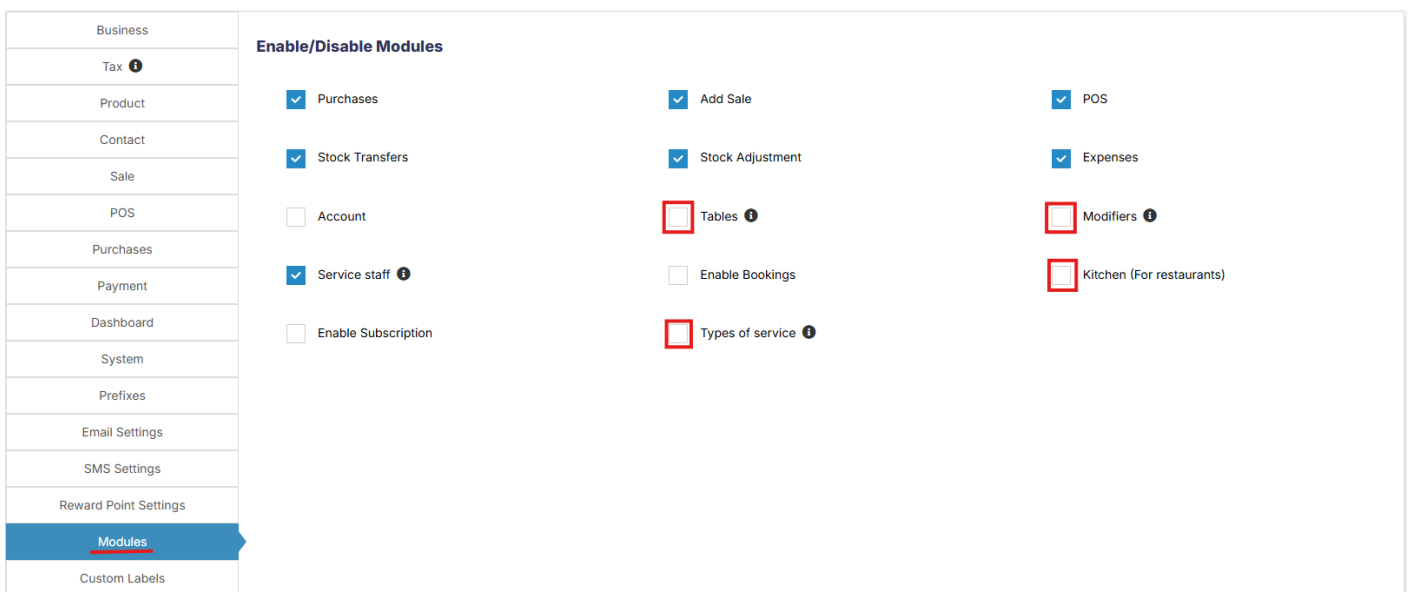 Business
Tax
Product
Contact
Sale
POS
Purchases
Payment
Dashboard
System
Prefixes
Email Settings
SMS Settings
Reward Point Settings
Modules
Custom Labels
Enable/Disable Modules
Purchases
Add Sale
POS
Stock Transfers
Stock Adjustment
Expenses
Account
Tables
Modifiers
Service staff
Enable Bookings
Kitchen (For restaurants)
Enable Subscription
Types of service